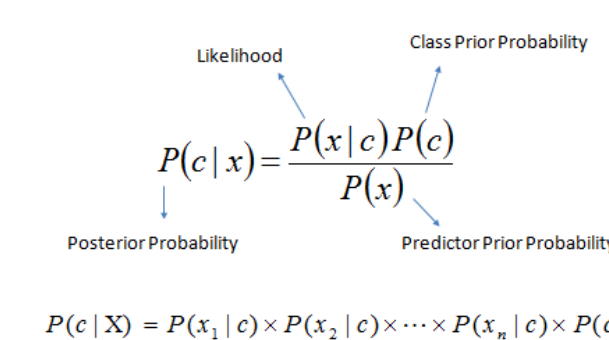 Likelihood
Class Prior Probability
P(c | x) = P(x | c)P(c) / P(x)
Posterior Probability
Predictor Prior Probability
P(c | X) = P(x₁ | c) × P(x₂ | c) × ··· × P(xₙ | c) × P(